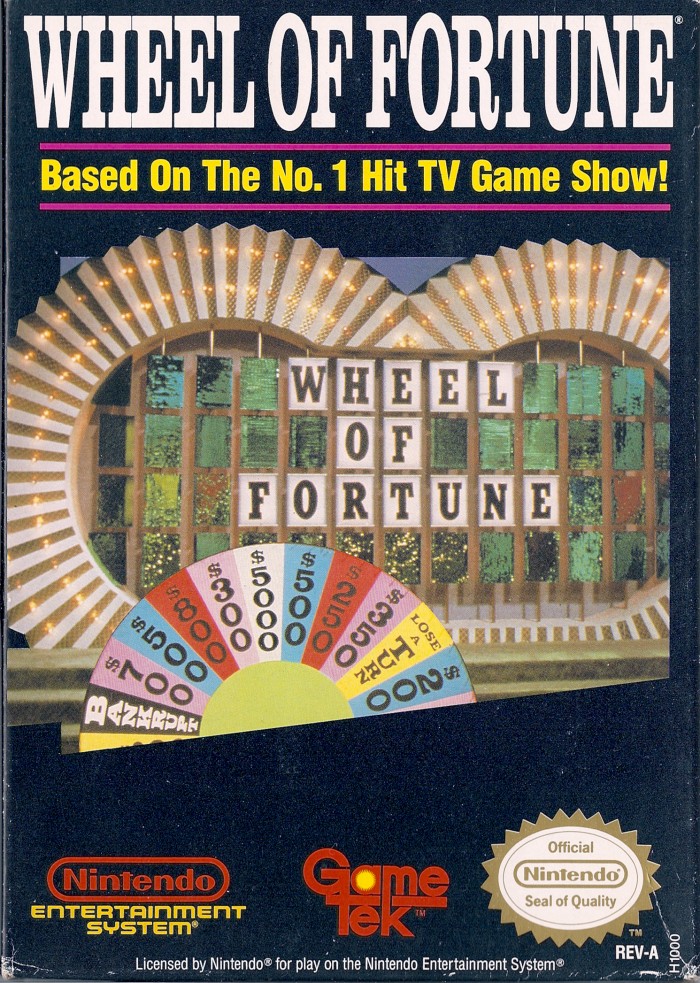 WHEEL OF FORTUNE®
Based On The No. 1 Hit TV Game Show!
WHEEL
OF
FORTUNE
BANKRUPT
$700
$500
$800
$300
$5000
$500
$250
$350
LOSE A TURN
$200
Nintendo®
ENTERTAINMENT
SYSTEM®
Game
Tek™
Official
Nintendo®
Seal of Quality
TM
REV-A
H1000
Licensed by Nintendo® for play on the Nintendo Entertainment System®